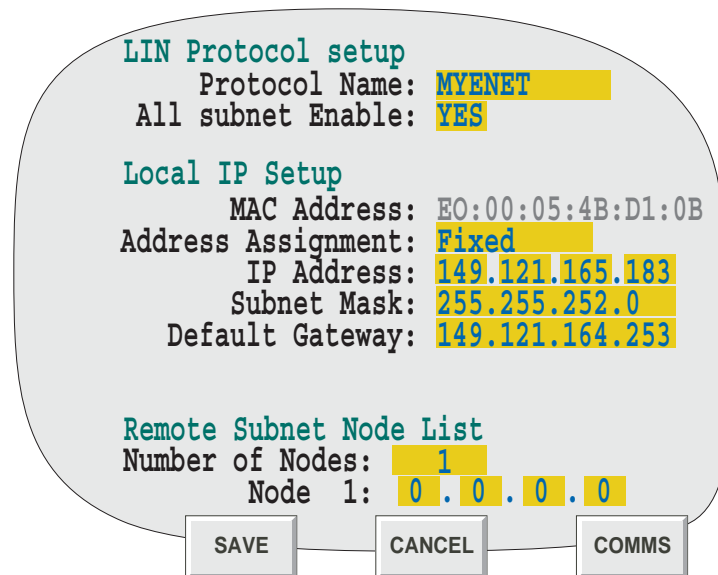 LIN Protocol setup
Protocol Name: MYENET
All subnet Enable: YES
Local IP Setup
MAC Address: EO:00:05:4B:D1:0B
Address Assignment: Fixed
IP Address: 149.121.165.183
Subnet Mask: 255.255.252.0
Default Gateway: 149.121.164.253
Remote Subnet Node List
Number of Nodes: 1
Node 1: 0 . 0 . 0 . 0
SAVE CANCEL COMMS